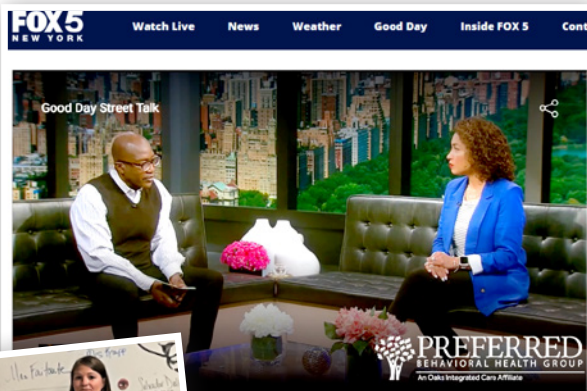 FOX 5
NEW YORK
Watch Live News Weather Good Day Inside FOX 5 Cont
Good Day Street Talk
PREFERRED
BEHAVIORAL HEALTH GROUP
An Oaks Integrated Care Affiliate